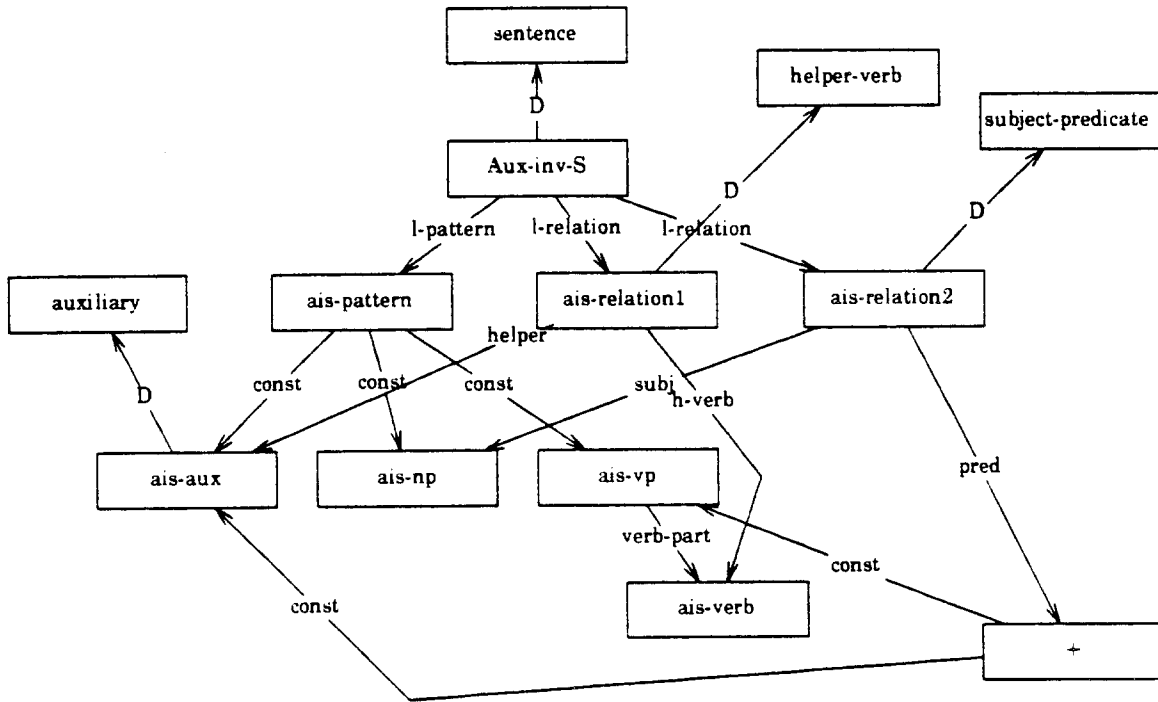 sentence
helper-verb
subject-predicate
D
Aux-inv-S
D
D
l-pattern
l-relation
l-relation
auxiliary
ais-pattern
ais-relation1
ais-relation2
helper
D
const
const
const
subj
h-verb
ais-aux
ais-np
ais-vp
pred
verb-part
const
const
ais-verb
+